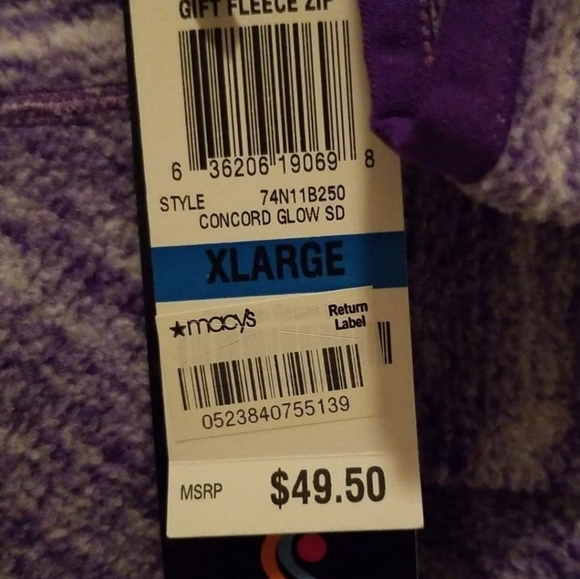 GIFT FLEECE ZIP
6 36206 19069 8
STYLE 74N11B250
CONCORD GLOW SD
XLARGE
★macy's Return
Label
0523840755139
MSRP $49.50